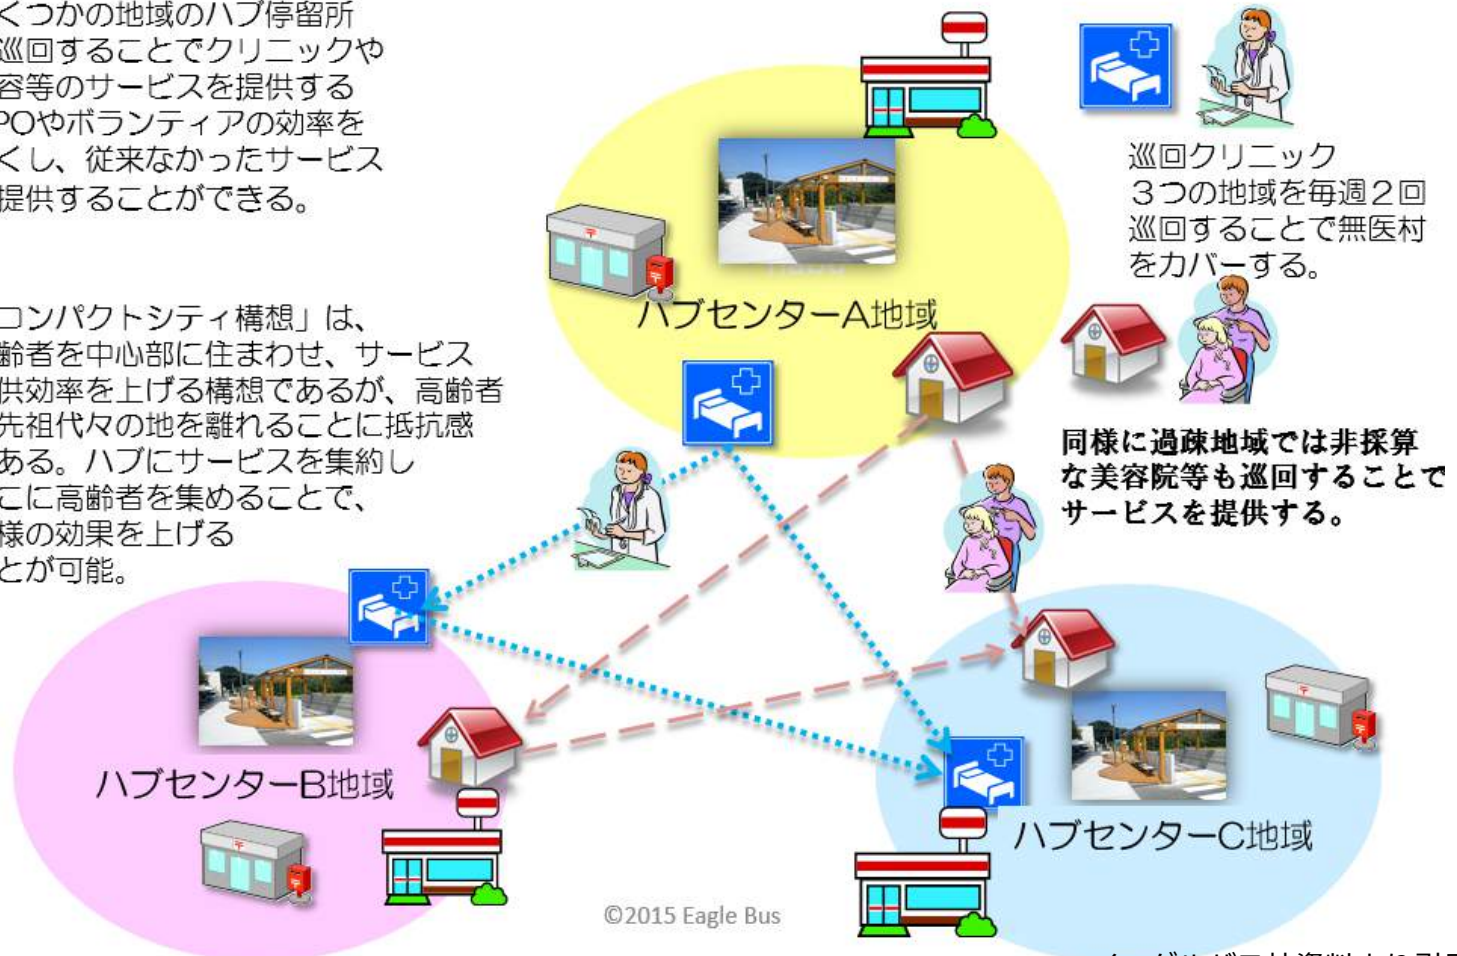 くつかの地域のハブ停留所
巡回することでクリニックや
容等のサービスを提供する
POやボランティアの効率を
くし、従来なかったサービス
提供することができる。
コンパクトシティ構想」は、
齢者を中心部に住まわせ、サービス
供効率を上げる構想であるが、高齢者
先祖代々の地を離れることに抵抗感
ある。ハブにサービスを集約し
こに高齢者を集めることで、
様の効果を上げる
とが可能。
巡回クリニック
３つの地域を毎週２回
巡回することで無医村
をカバーする。
ハブセンターA地域
同様に過疎地域では非採算
な美容院等も巡回することで
サービスを提供する。
ハブセンターB地域
ハブセンターC地域
©2015 Eagle Bus